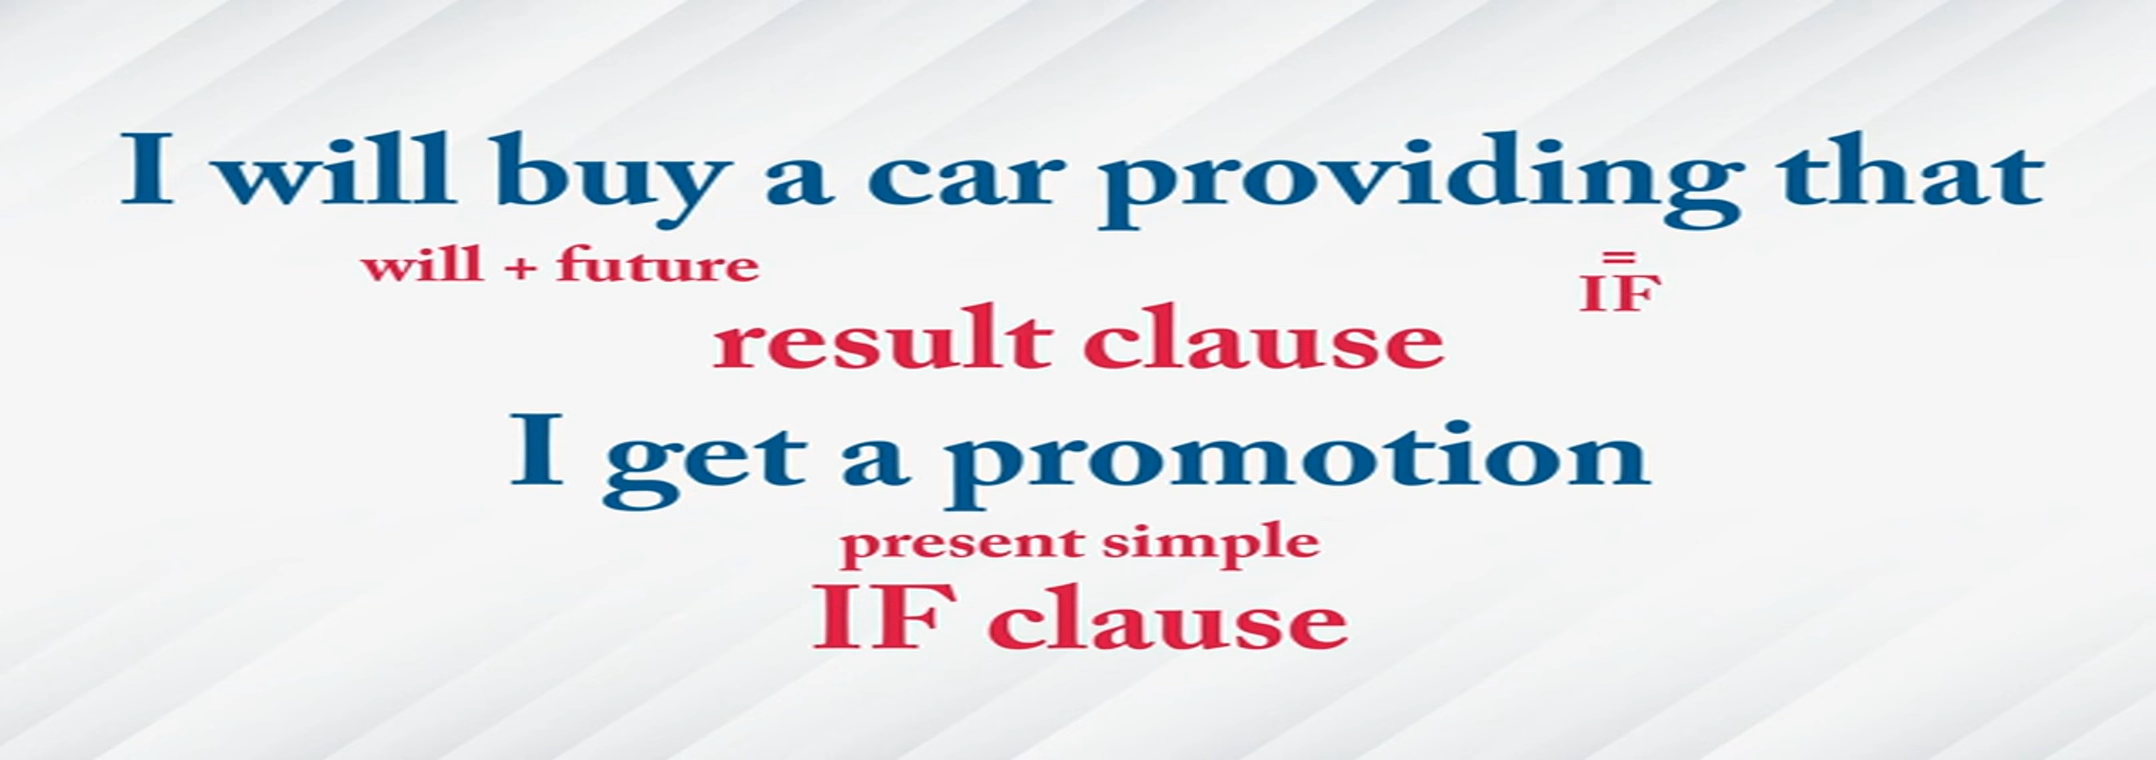 I will buy a car providing that
will + future
=
IF
result clause
I get a promotion
present simple
IF clause